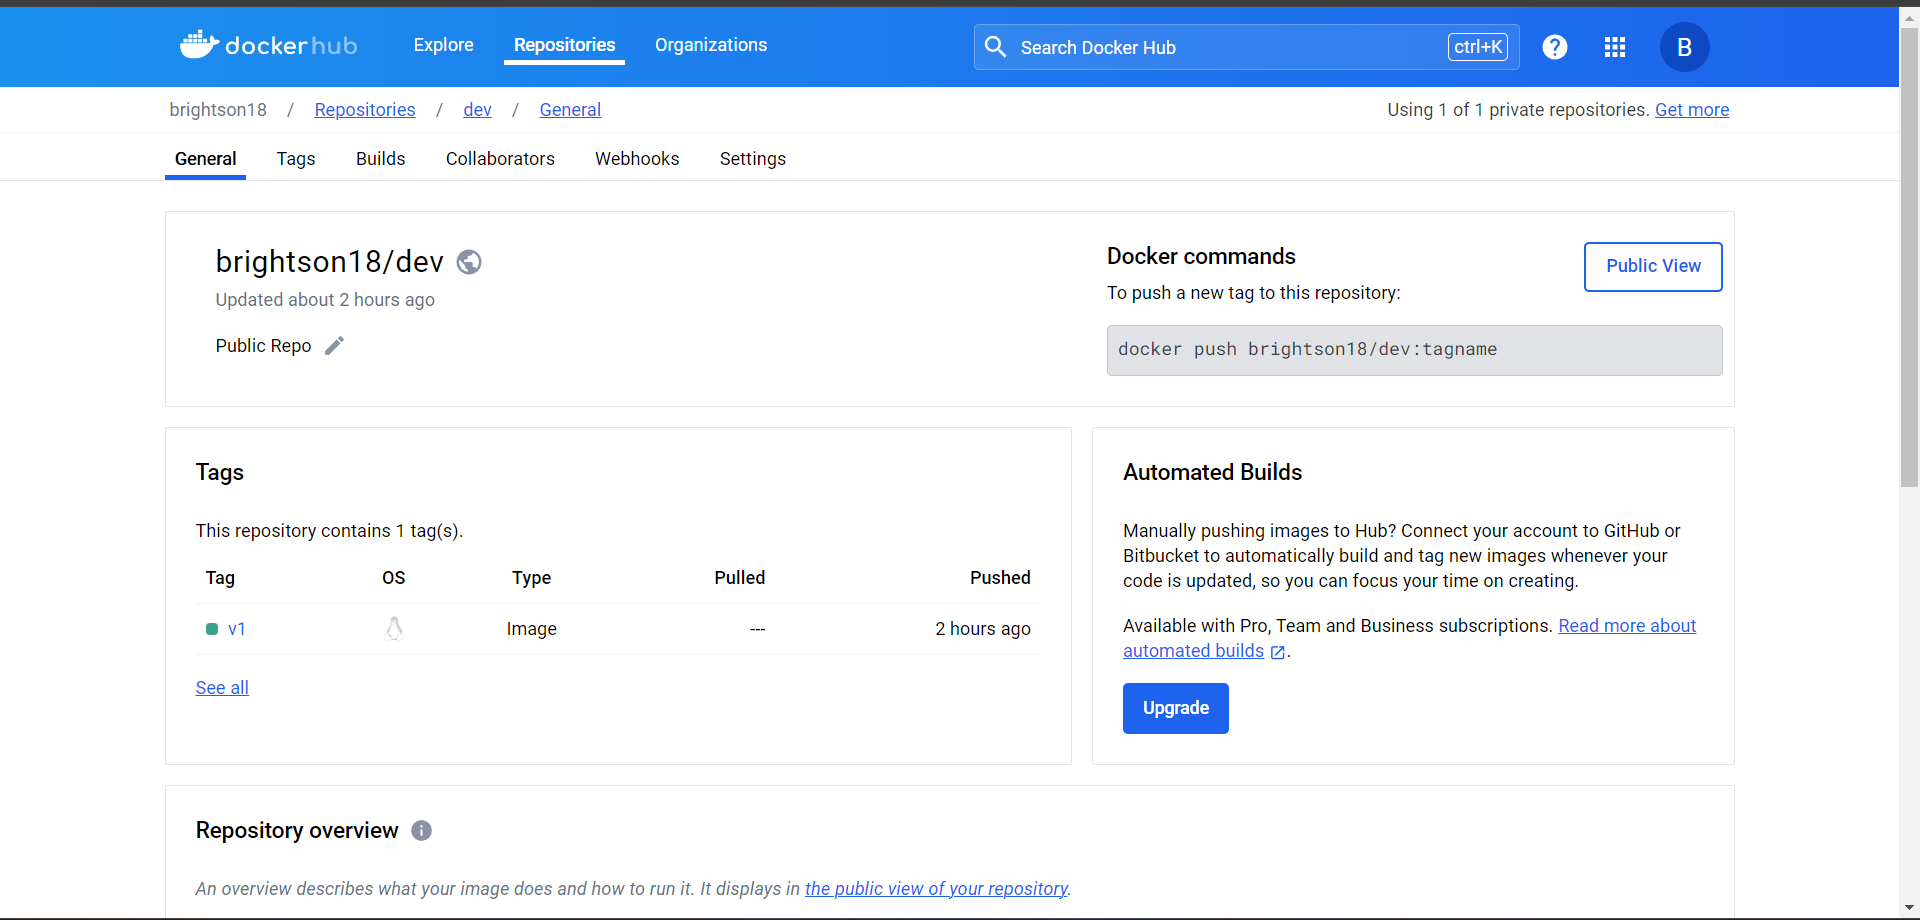 dockerhub
Explore
Repositories
Organizations
Search Docker Hub
ctrl+K
?
B
brightson18 / Repositories / dev / General
Using 1 of 1 private repositories. Get more
General
Tags
Builds
Collaborators
Webhooks
Settings
brightson18/dev
Updated about 2 hours ago
Public Repo
Docker commands
To push a new tag to this repository:
Public View
docker push brightson18/dev:tagname
Tags
This repository contains 1 tag(s).
Tag OS Type Pulled Pushed
v1 Image --- 2 hours ago
See all
Automated Builds
Manually pushing images to Hub? Connect your account to GitHub or
Bitbucket to automatically build and tag new images whenever your
code is updated, so you can focus your time on creating.
Available with Pro, Team and Business subscriptions. Read more about
automated builds .
Upgrade
Repository overview
An overview describes what your image does and how to run it. It displays in the public view of your repository.